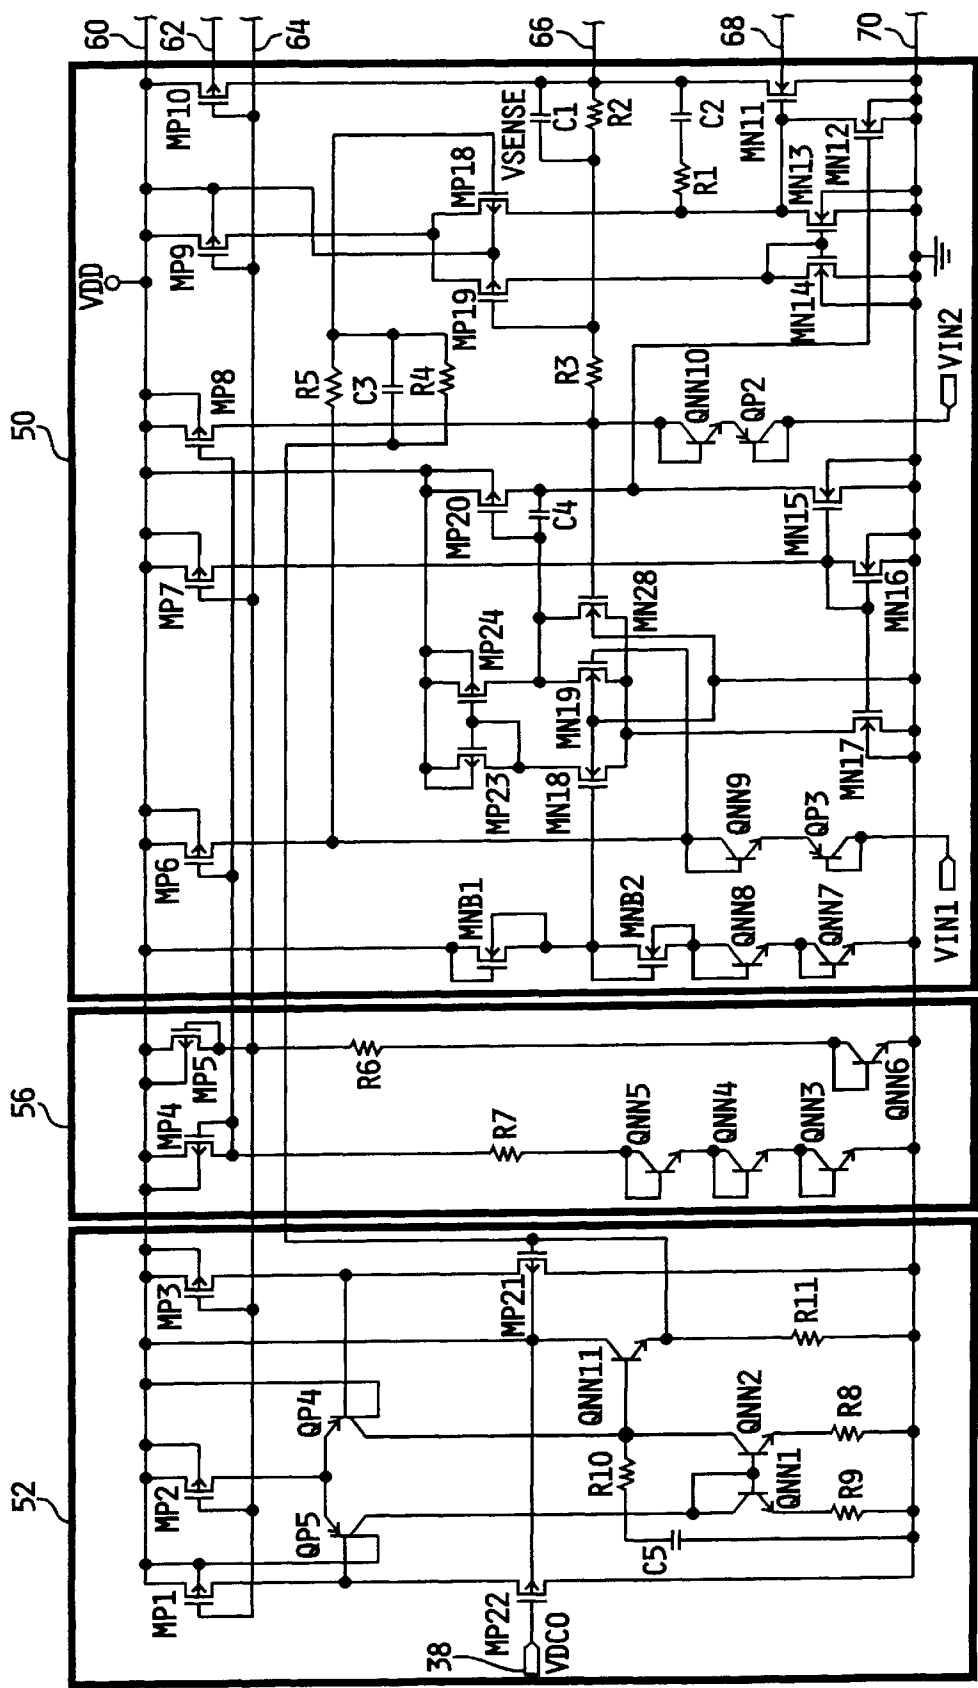 50
52
56
60
62
64
66
68
70
VDD
MP10
MP9
MP8
MP7
MP6
MP5
MP4
MP3
MP2
MP1
MP18
MP19
VSENSE
C1
R2
C2
R1
MN11
MN12
MN13
MN14
R5
C3
R4
R3
QNN10
QP2
VIN2
MP20
C4
MN15
MN16
MN28
MP24
MP23
MN19
MN18
MN17
MNB1
MNB2
QNN9
QP3
QNN8
QNN7
VIN1
R6
R7
QNN6
QNN5
QNN4
QNN3
MP21
QP4
QP5
QNN11
R11
R10
QNN2
QNN1
R8
R9
C5
MP22
38
VDCO